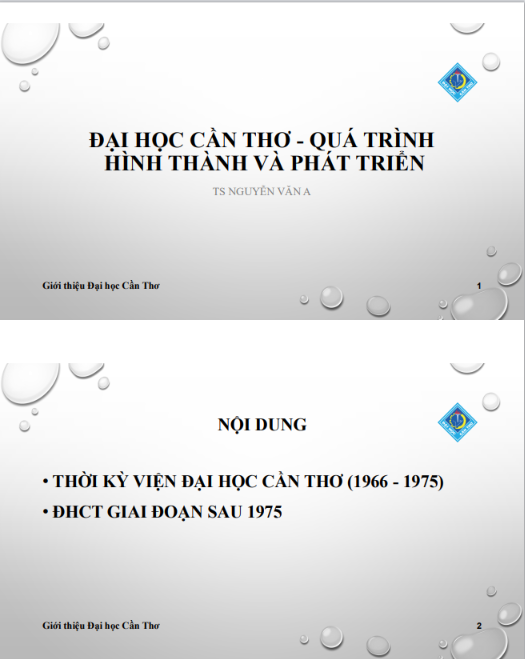 ĐẠI HỌC CẦN THƠ - QUÁ TRÌNH
HÌNH THÀNH VÀ PHÁT TRIỂN
TS NGUYỄN VĂN A
Giới thiệu Đại học Cần Thơ
1
NỘI DUNG
• THỜI KỲ VIỆN ĐẠI HỌC CẦN THƠ (1966 - 1975)
• ĐHCT GIAI ĐOẠN SAU 1975
Giới thiệu Đại học Cần Thơ
2